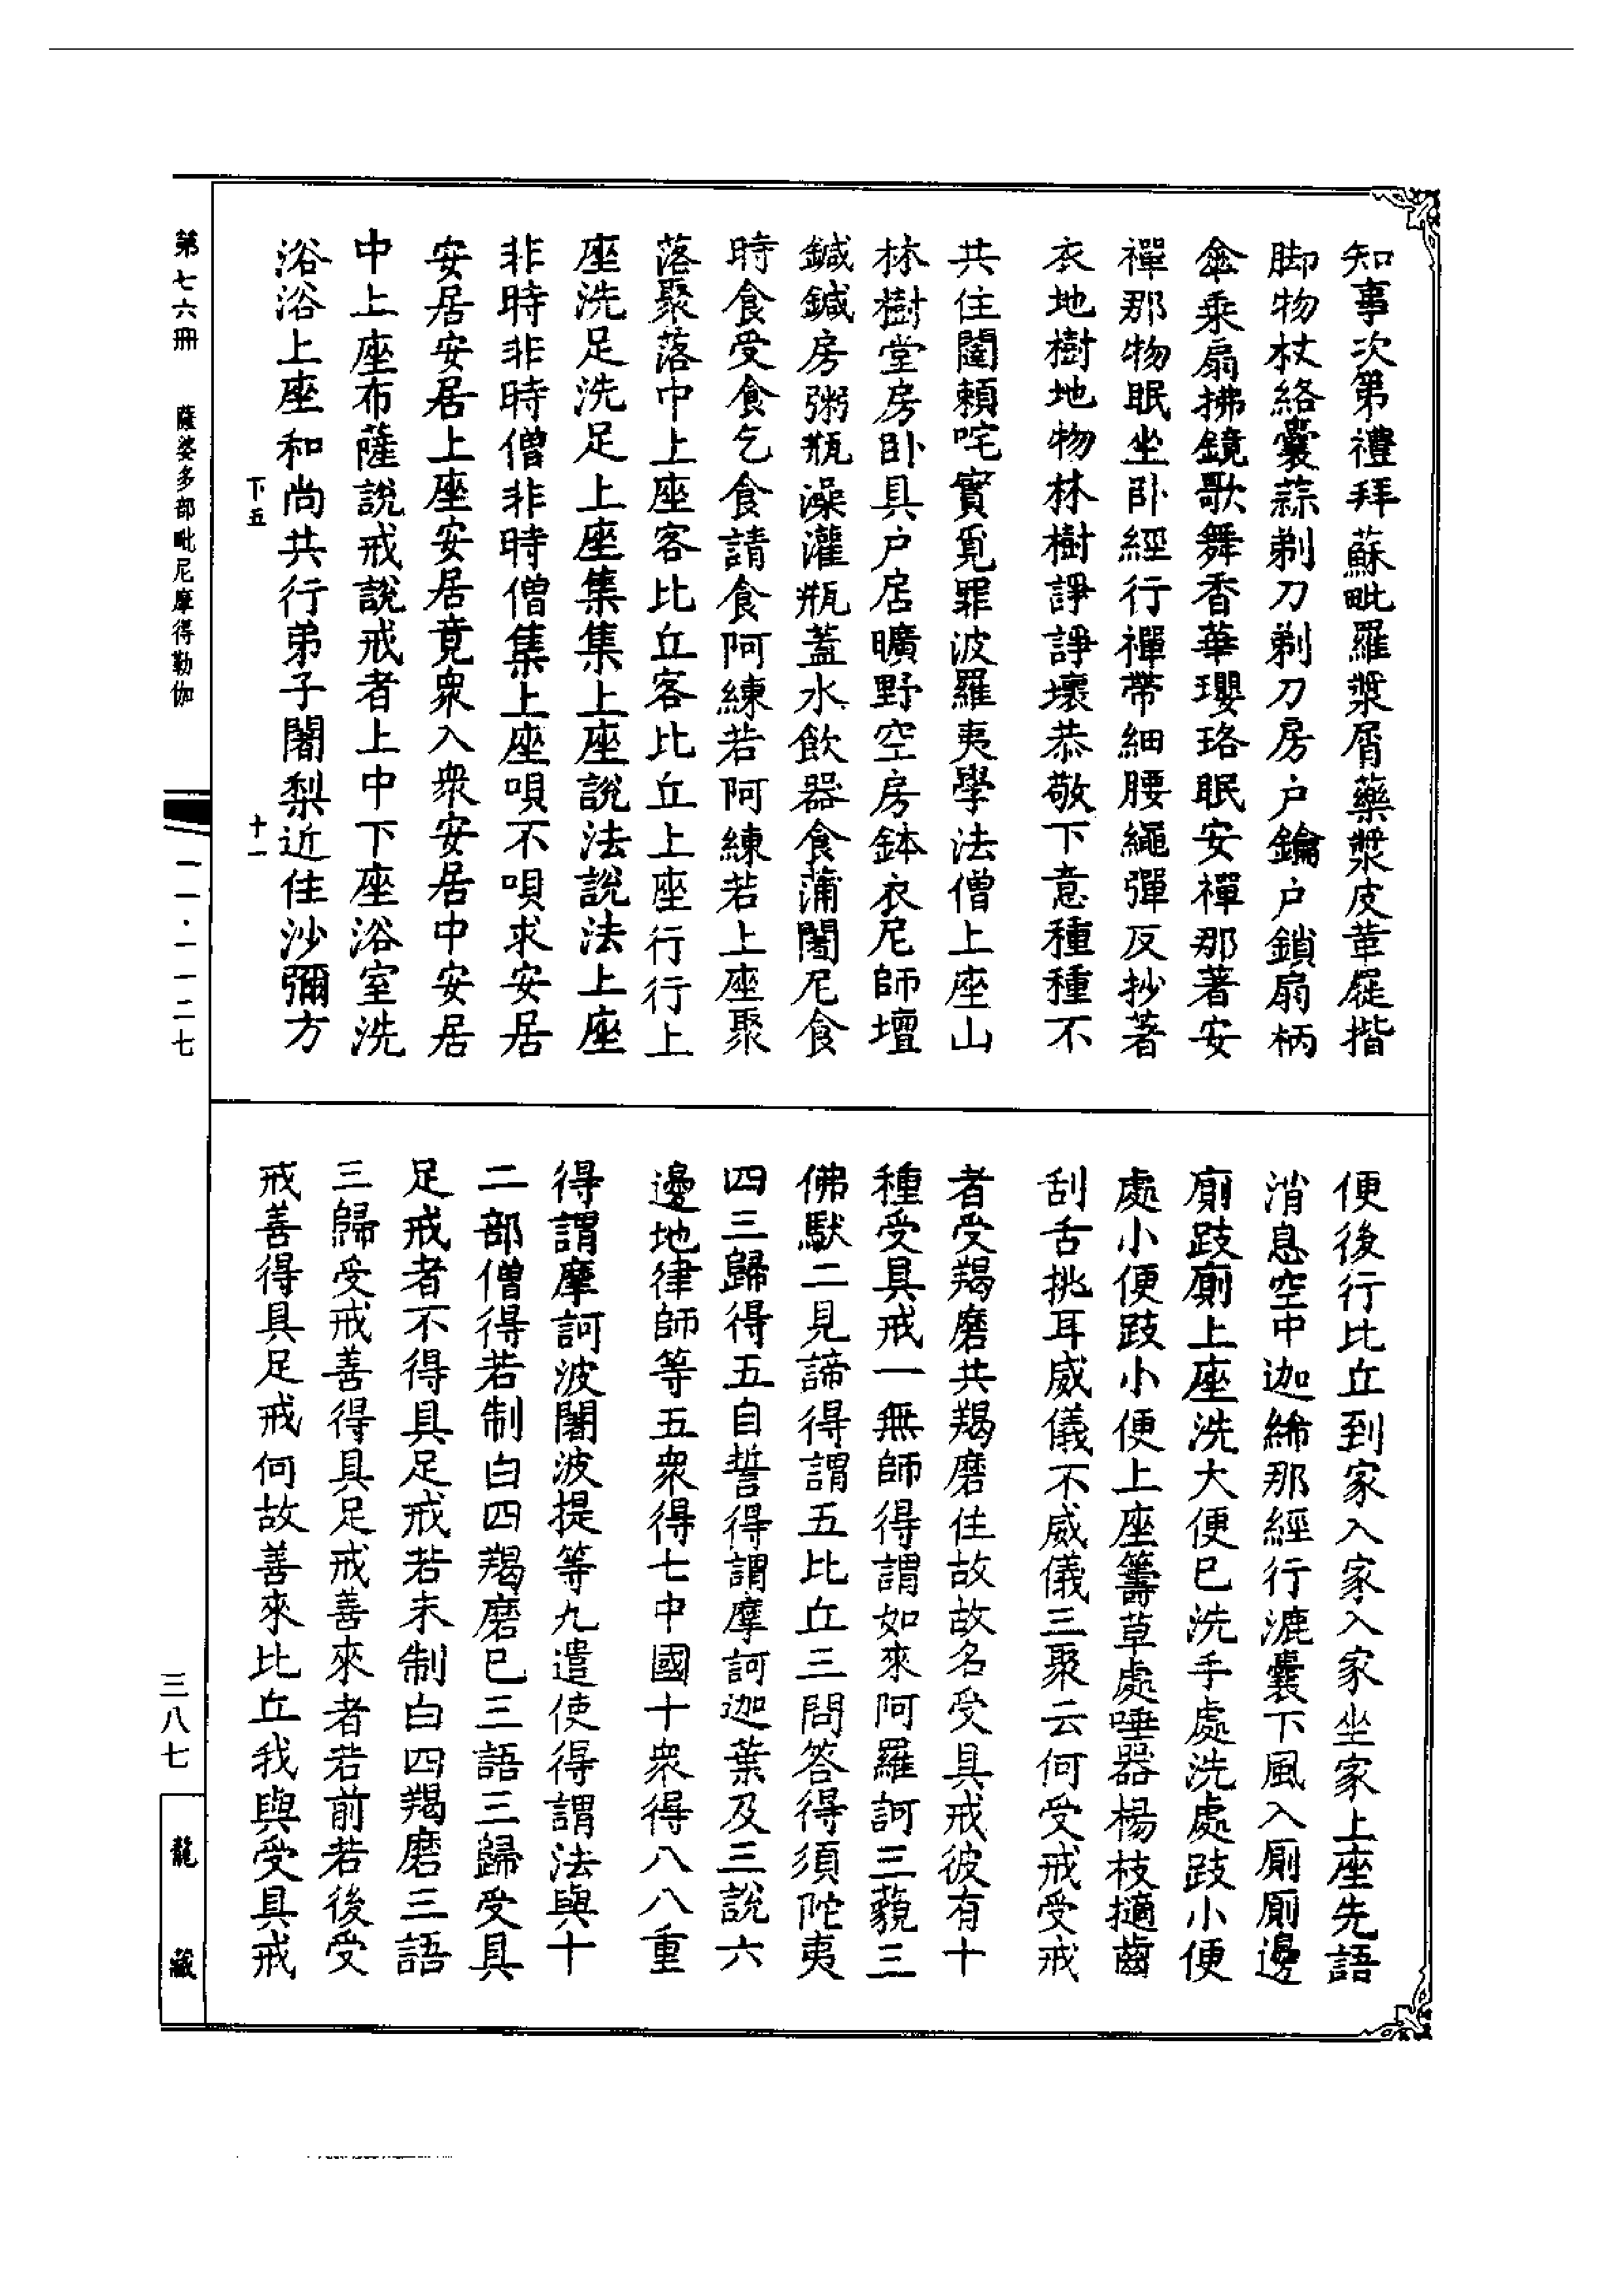 知事次第禮拜蘇毗羅漿屑藥漿皮革屣揩
脚物杖絡囊蒜剃刀剃刀房户鑰户鎖扇柄
傘乘扇拂鏡歌舞香華瓔珞眠安禪那著安
禪那物眠坐卧經行禪帶紐腰繩彈反抄著
衣地樹地物林樹諍諍壞恭敬下意種種不
共住闥賴咤實覓罪波羅夷學法僧上座山
林樹堂房卧具户店曠野空房鉢衣尼師壇
鍼鍼房粥瓶澡灌瓶蓋水飲器食蒲闍尼食
時食受食乞食請食阿練若阿練若上座聚
落聚落中上座客比丘客比丘上座行行上
座洗足洗足上座集集上座說法說法上座
非時非時僧非時僧集上座唄不唄求安居
安居安居上座安居竟衆入衆安居中安居
中上座布薩說戒說戒者上中下座浴室洗
浴浴上座和尚共行弟子闍梨近住沙彌方
下五
十一
便後行比丘到家入家入家坐家上座先語
消息空中迦絺那經行漉囊下風入廁廁邊
廁跂廁上座洗大便已洗手處洗處跂小便
處小便跂小便上座籌草處唾器楊枝擿齒
刮舌挑耳威儀不威儀三聚云何受戒受戒
者受羯磨共羯磨住故故名受具戒彼有十
種受具戒一無師得謂如來阿羅訶三藐三
佛馱二見諦得謂五比丘三問答得須陀夷
四三歸得五自誓得謂摩訶迦葉及三說六
邊地律師等五衆得七中國十衆得八八重
得謂摩訶波闍波提等九遣使得謂法與十
二部僧得若制白四羯磨已三語三歸受具
足戒者不得具足戒若未制白四羯磨三語
三歸受戒善得具足戒善來者若前若後受
戒善得具足戒何故善來比丘我與受具戒
第七六冊
薩婆多部毗尼摩得勒伽
一一·一一二七
三八七
龍藏